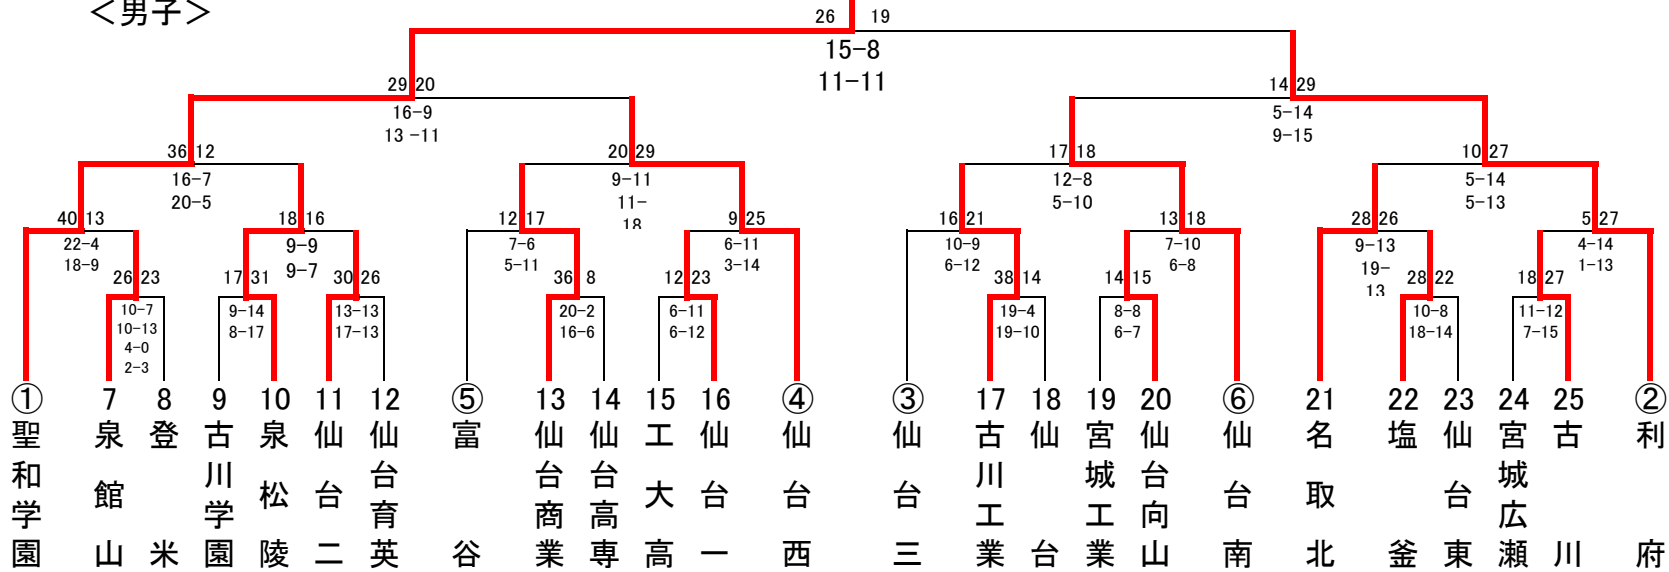 ＜男子＞
26 19
15-8
11-11
29 20
16-9
13 -11
14 29
5-14
9-15
36 12
16-7
20-5
20 29
9-11
11-
18
17 18
12-8
5-10
10 27
5-14
5-13
40 13
22-4
18-9
18 16
9-9
9-7
12 17
7-6
5-11
9 25
6-11
3-14
16 21
10-9
6-12
13 18
7-10
6-8
28 26
9-13
19-
13
5 27
4-14
1-13
26 23
10-7
10-13
4-0
2-3
17 31
9-14
8-17
30 26
13-13
17-13
36 8
20-2
16-6
12 23
6-11
6-12
38 14
19-4
19-10
14 15
8-8
6-7
28 22
10-8
18-14
18 27
11-12
7-15
① 聖和学園
7 泉館山
8 登米
9 古川学園
10 泉松陵
11 仙台二
12 仙台育英
⑤ 富谷
13 仙台商業
14 仙台高専
15 工大高
16 仙台一
④ 仙台西
③ 仙台三
17 古川工業
18 仙台
19 宮城工業
20 仙台向山
⑥ 仙台南
21 名取北
22 塩釜
23 仙台東
24 宮城広瀬
25 古川
② 利府